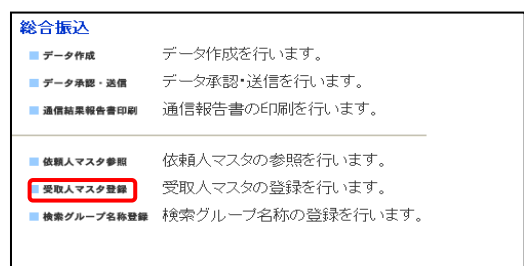 総合振込
データ作成 データ作成を行います。
データ承認・送信 データ承認・送信を行います。
通信結果報告書印刷 通信報告書の印刷を行います。
依頼人マスタ参照 依頼人マスタの参照を行います。
受取人マスタ登録 受取人マスタの登録を行います。
検索グループ名称登録 検索グループ名称の登録を行います。